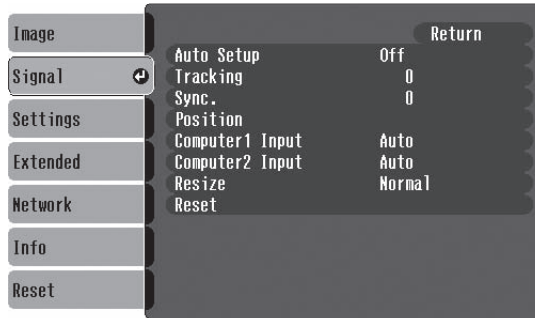 Image
Signal
Settings
Extended
Network
Info
Reset
Return
Auto Setup Off
Tracking 0
Sync. 0
Position
Computer1 Input Auto
Computer2 Input Auto
Resize Normal
Reset